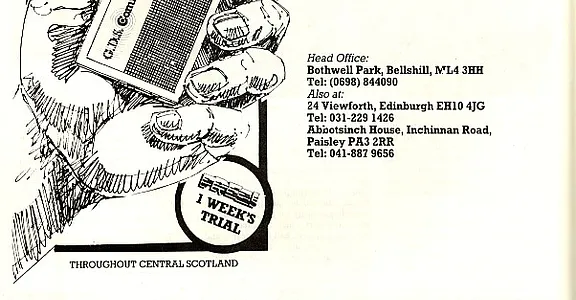 G.D.S. Com
Head Office:
Bothwell Park, Bellshill, ML4 3HH
Tel: (0698) 844090
Also at:
24 Viewforth, Edinburgh EH10 4JG
Tel: 031-229 1426
Abbotsinch House, Inchinnan Road,
Paisley PA3 2RR
Tel: 041-887 9656
FREE!
1 WEEK'S
TRIAL
THROUGHOUT CENTRAL SCOTLAND